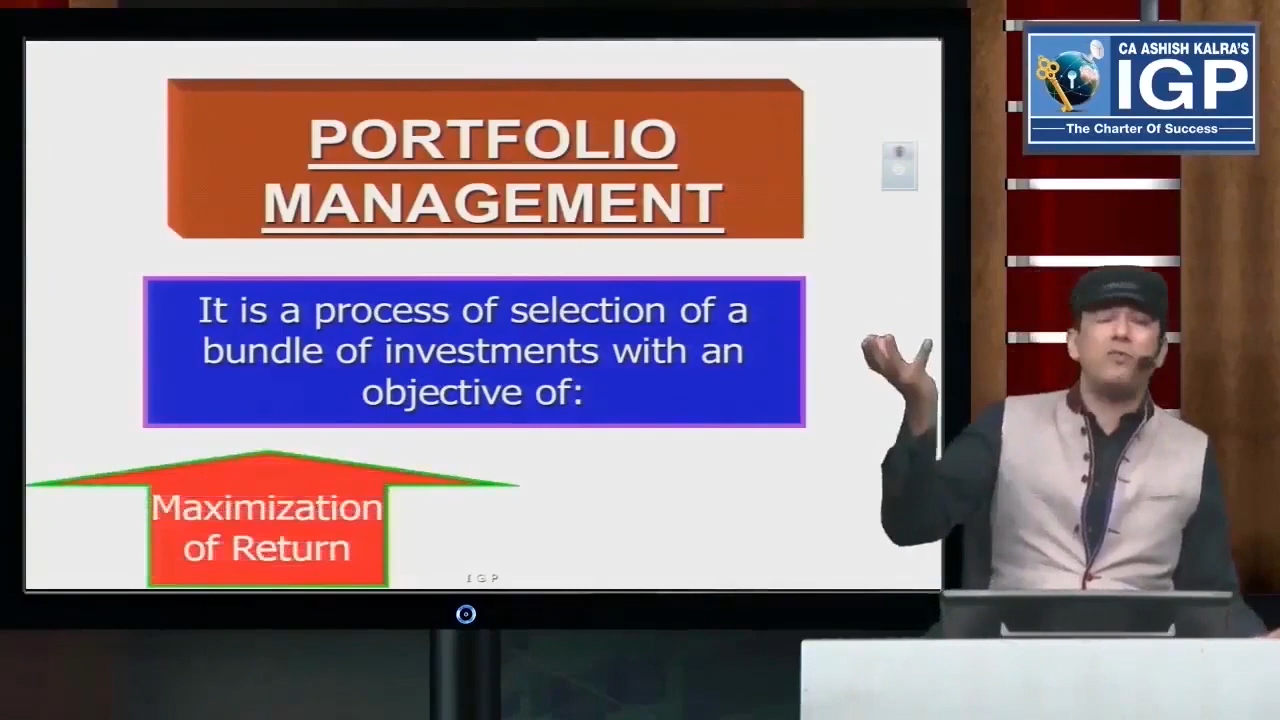 CA ASHISH KALRA'S
IGP
The Charter Of Success
PORTFOLIO
MANAGEMENT
It is a process of selection of a
bundle of investments with an
objective of:
Maximization
of Return
IGP